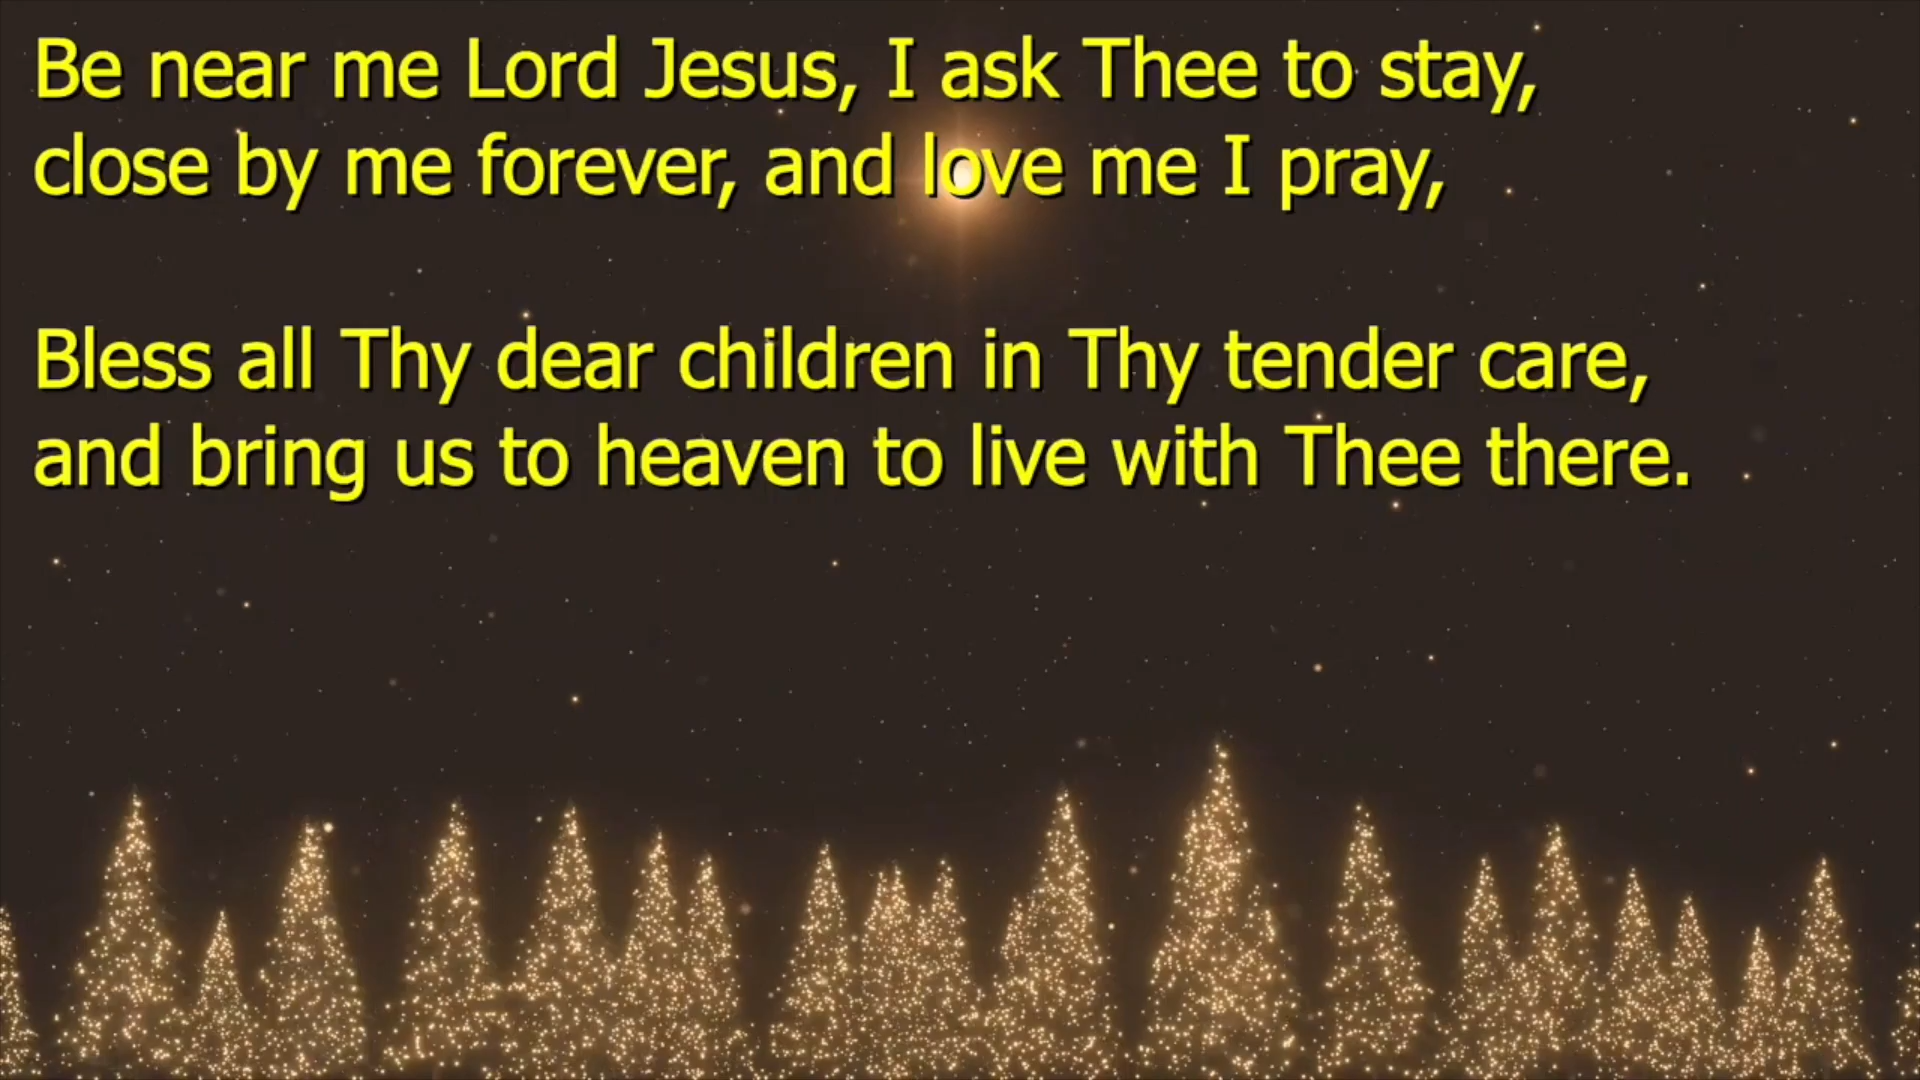 Be near me Lord Jesus, I ask Thee to stay,
close by me forever, and love me I pray,
Bless all Thy dear children in Thy tender care,
and bring us to heaven to live with Thee there.